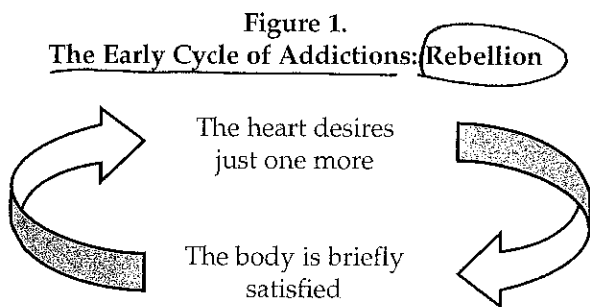 Figure 1.
The Early Cycle of Addictions: Rebellion
The heart desires
just one more
The body is briefly
satisfied